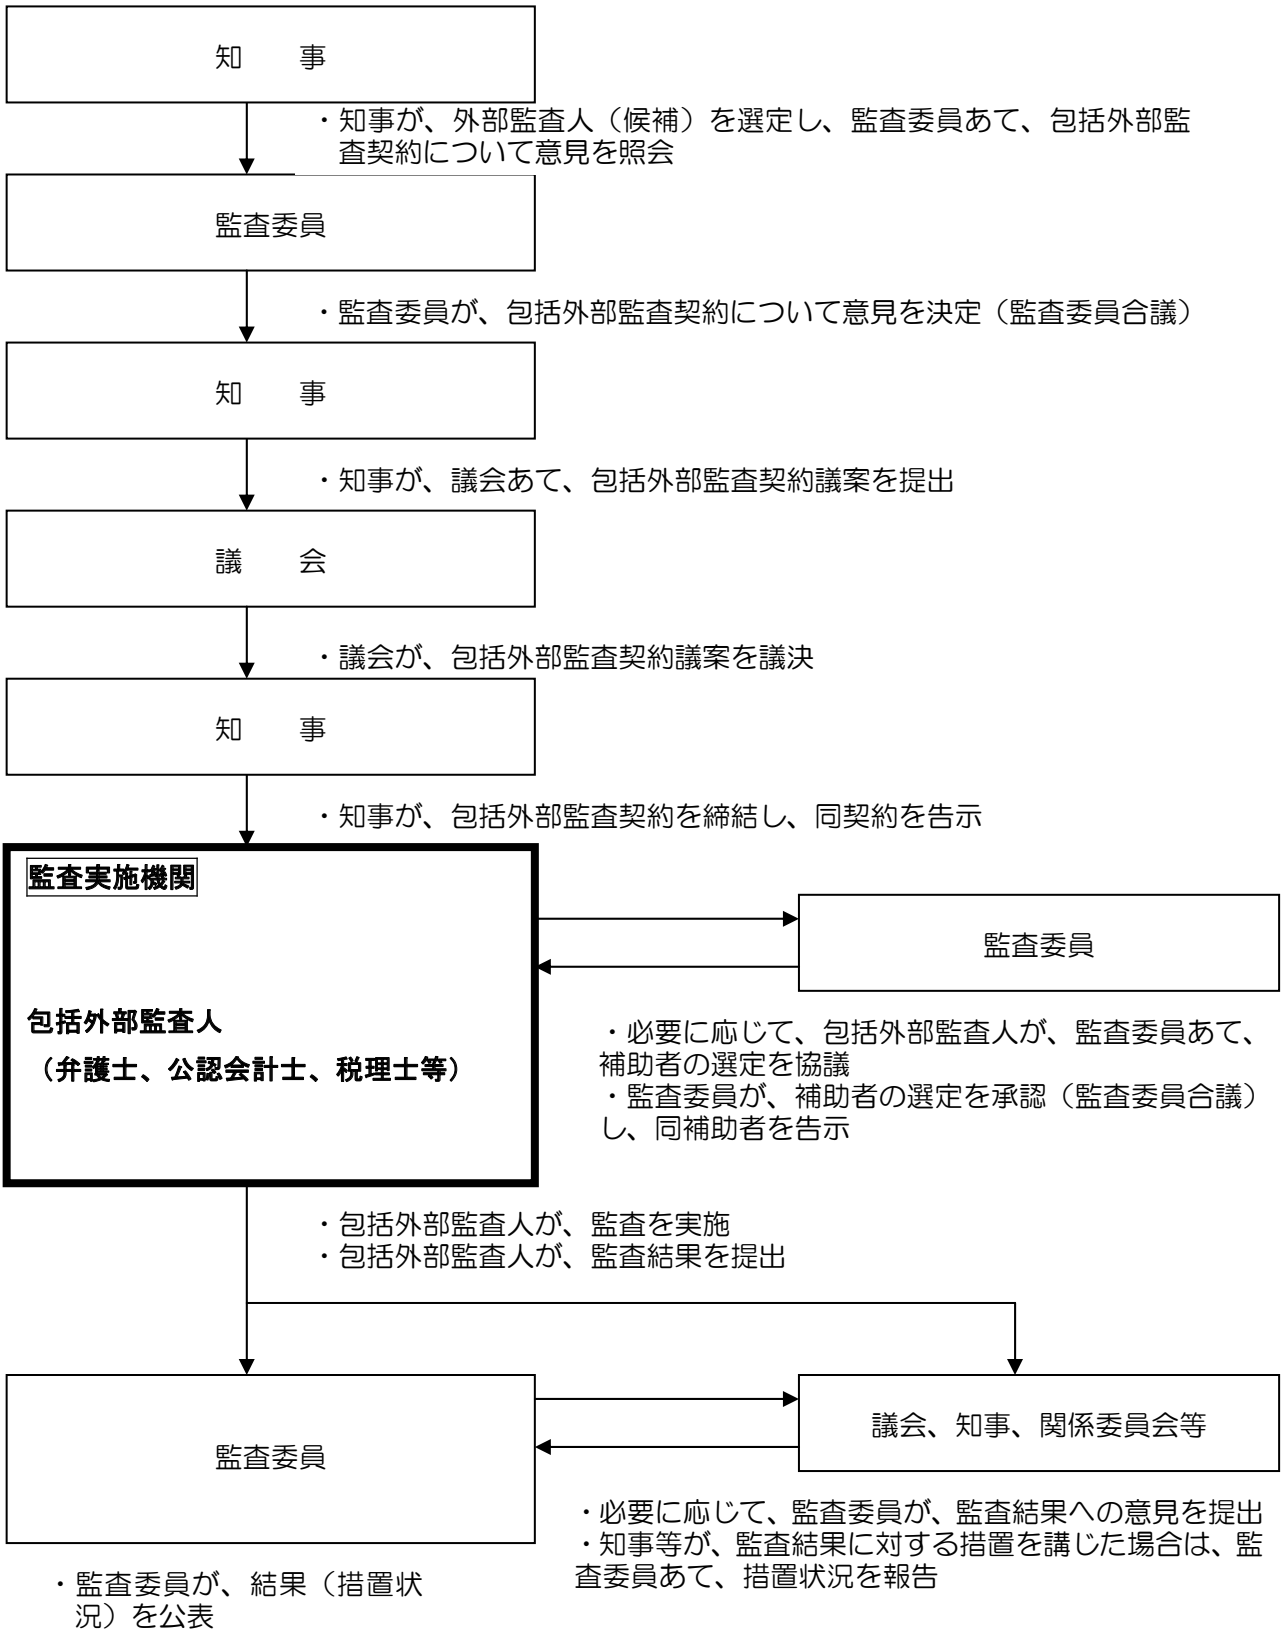 知　　事
・知事が、外部監査人（候補）を選定し、監査委員あて、包括外部監
査契約について意見を照会
監査委員
・監査委員が、包括外部監査契約について意見を決定（監査委員合議）
知　　事
・知事が、議会あて、包括外部監査契約議案を提出
議　　会
・議会が、包括外部監査契約議案を議決
知　　事
・知事が、包括外部監査契約を締結し、同契約を告示
監査実施機関
包括外部監査人
（弁護士、公認会計士、税理士等）
監査委員
・必要に応じて、包括外部監査人が、監査委員あて、
補助者の選定を協議
・監査委員が、補助者の選定を承認（監査委員合議）
し、同補助者を告示
・包括外部監査人が、監査を実施
・包括外部監査人が、監査結果を提出
監査委員
議会、知事、関係委員会等
・必要に応じて、監査委員が、監査結果への意見を提出
・知事等が、監査結果に対する措置を講じた場合は、監
査委員あて、措置状況を報告
・監査委員が、結果（措置状
況）を公表